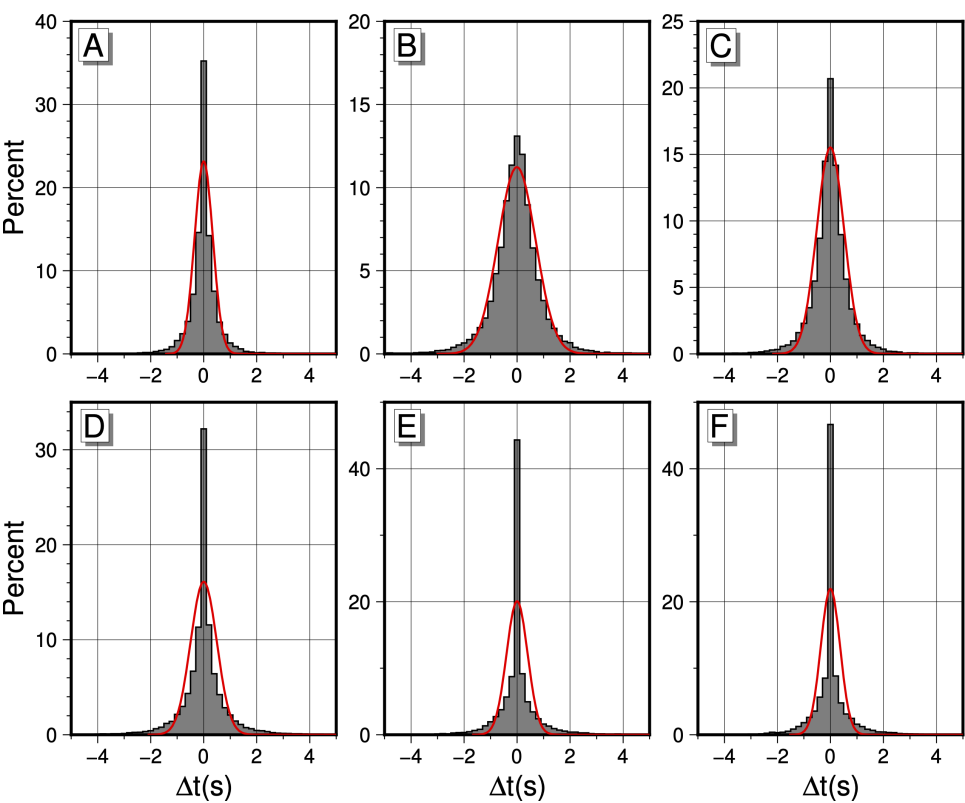 40 20 25
A B C
30 15 20
Percent 20 10 15
10
10 5 5
0 0 0
−4 −2 0 2 4 −4 −2 0 2 4 −4 −2 0 2 4
D E F
30 40 40
Percent 20 20 20
10
0 0 0
−4 −2 0 2 4 −4 −2 0 2 4 −4 −2 0 2 4
Δt(s) Δt(s) Δt(s)